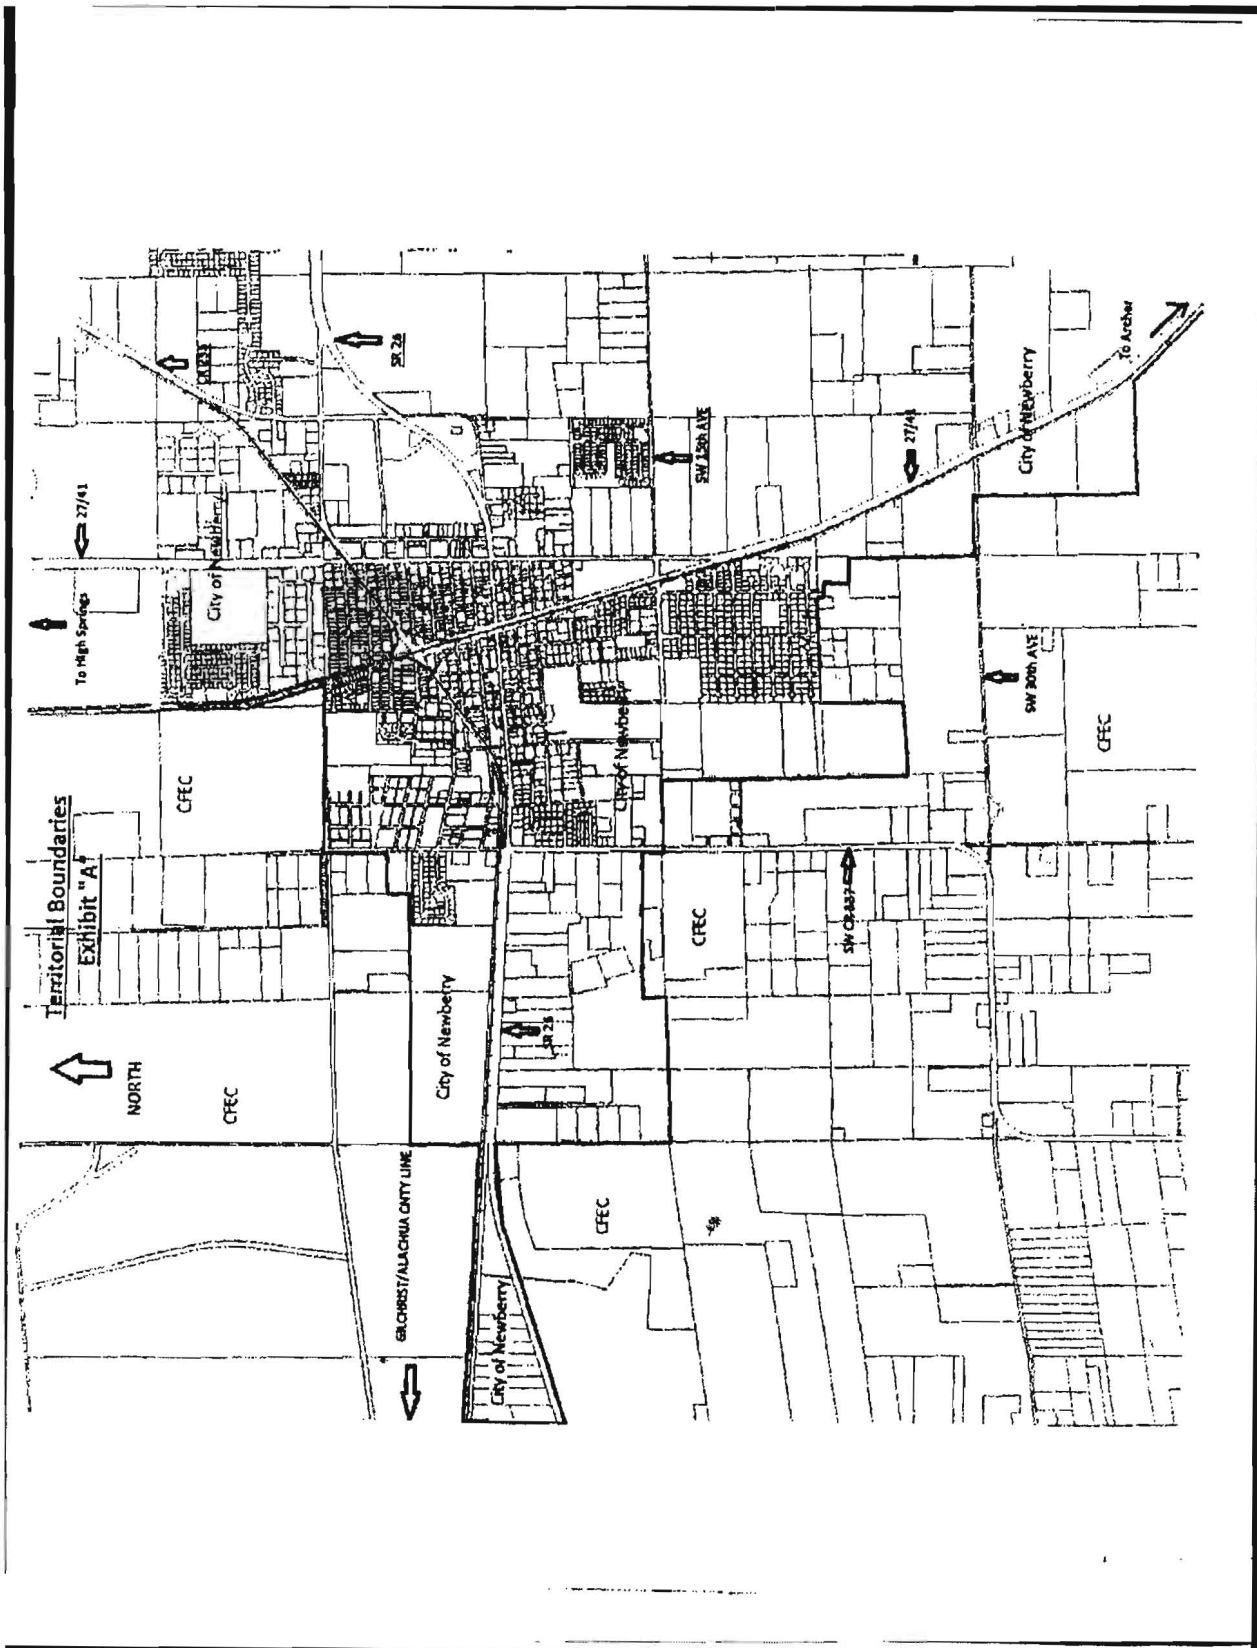 Territorial Boundaries
Exhibit "A"
NORTH
CFEC
CFEC
To High Springs
27/41
City of Newberry
SR 26
City of Newberry
GILCHRIST/ALACHUA CNTY LINE
City of Newberry
SR 26
City of Newberry
CFEC
CFEC
SW 15th AVE
27/41
SW CR 337
SW 30th AVE
CFEC
City of Newberry
To Archer